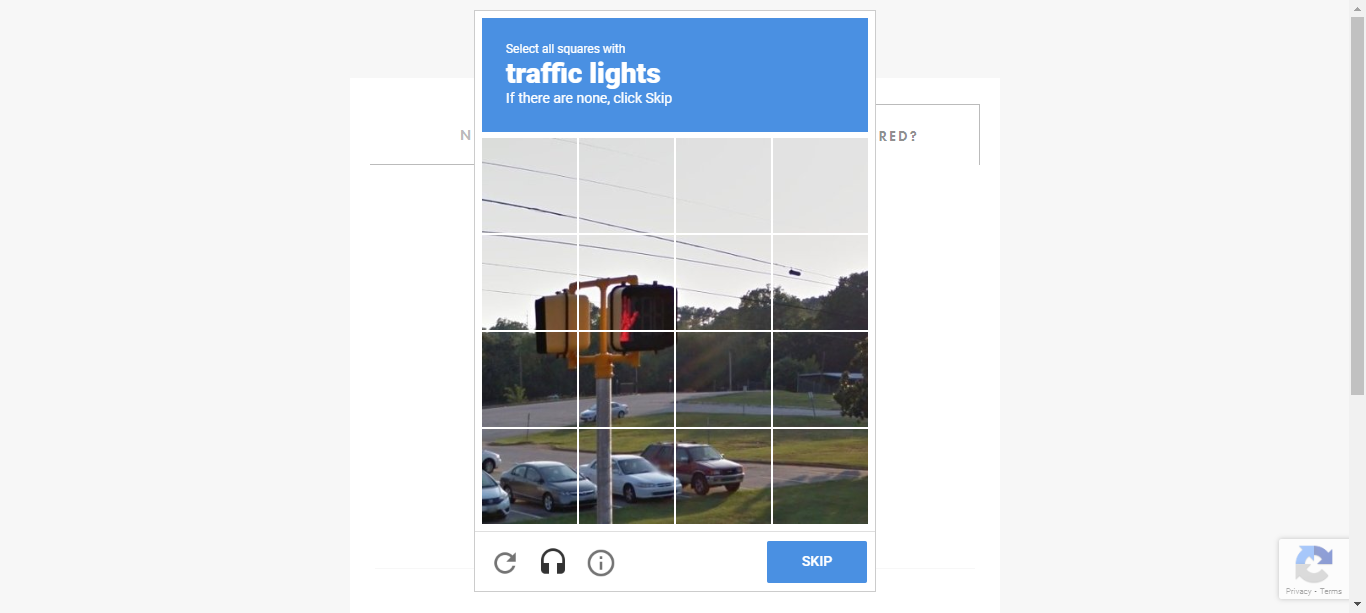 Select all squares with
traffic lights
If there are none, click Skip
N
RED?
SKIP
Privacy - Terms